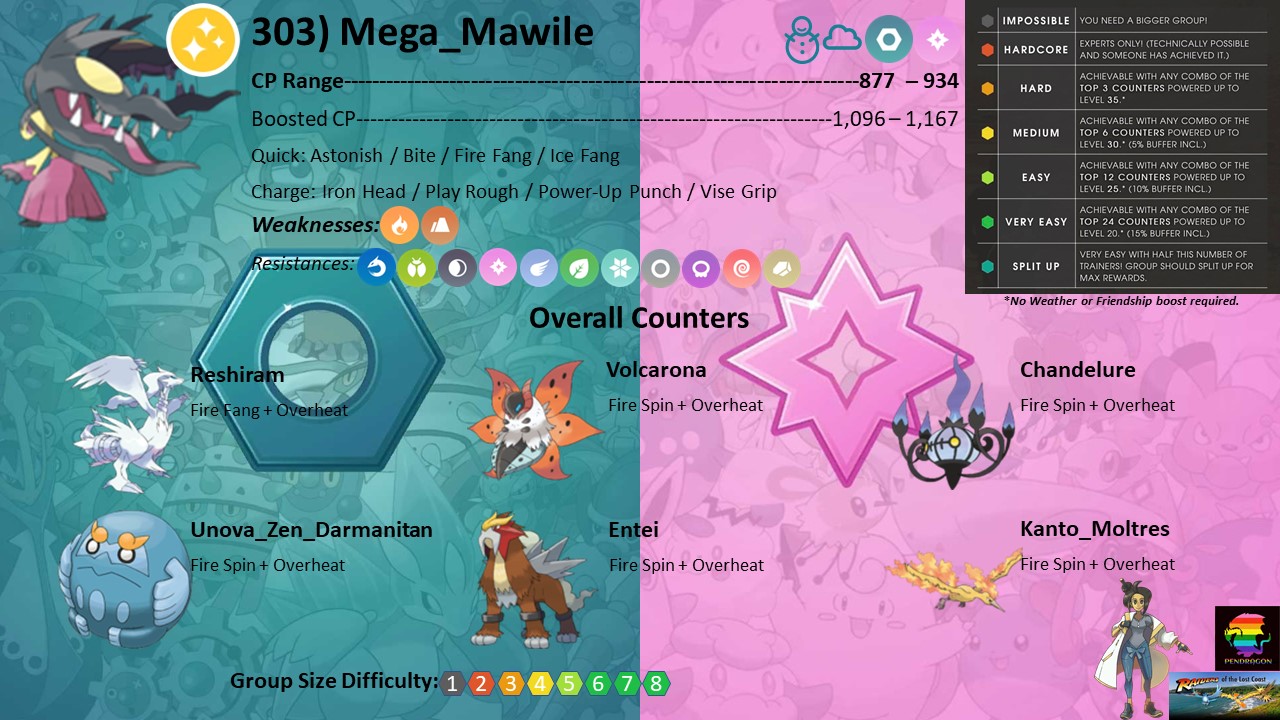 303) Mega_Mawile
CP Range--------------------------------------------------------------------------877 – 934
Boosted CP--------------------------------------------------------------------1,096 – 1,167
Quick: Astonish / Bite / Fire Fang / Ice Fang
Charge: Iron Head / Play Rough / Power-Up Punch / Vise Grip
Weaknesses:
Resistances:
IMPOSSIBLE YOU NEED A BIGGER GROUP!
HARDCORE EXPERTS ONLY! (TECHNICALLY POSSIBLE
AND SOMEONE HAS ACHIEVED IT.)
HARD ACHIEVABLE WITH ANY COMBO OF THE
TOP 3 COUNTERS POWERED UP TO
LEVEL 35.*
MEDIUM ACHIEVABLE WITH ANY COMBO OF THE
TOP 6 COUNTERS POWERED UP TO
LEVEL 30.* (5% BUFFER INCL.)
EASY ACHIEVABLE WITH ANY COMBO OF THE
TOP 12 COUNTERS POWERED UP TO
LEVEL 25.* (10% BUFFER INCL.)
VERY EASY ACHIEVABLE WITH ANY COMBO OF THE
TOP 24 COUNTERS POWERED UP TO
LEVEL 20.* (15% BUFFER INCL.)
SPLIT UP VERY EASY WITH HALF THIS NUMBER OF
TRAINERS! GROUP SHOULD SPLIT UP FOR
MAX REWARDS.
*No Weather or Friendship boost required.
Overall Counters
Reshiram
Fire Fang + Overheat
Volcarona
Fire Spin + Overheat
Chandelure
Fire Spin + Overheat
Unova_Zen_Darmanitan
Fire Spin + Overheat
Entei
Fire Spin + Overheat
Kanto_Moltres
Fire Spin + Overheat
Group Size Difficulty: 1 2 3 4 5 6 7 8
PENDRAGON
RAIDERS of the Lost Coast